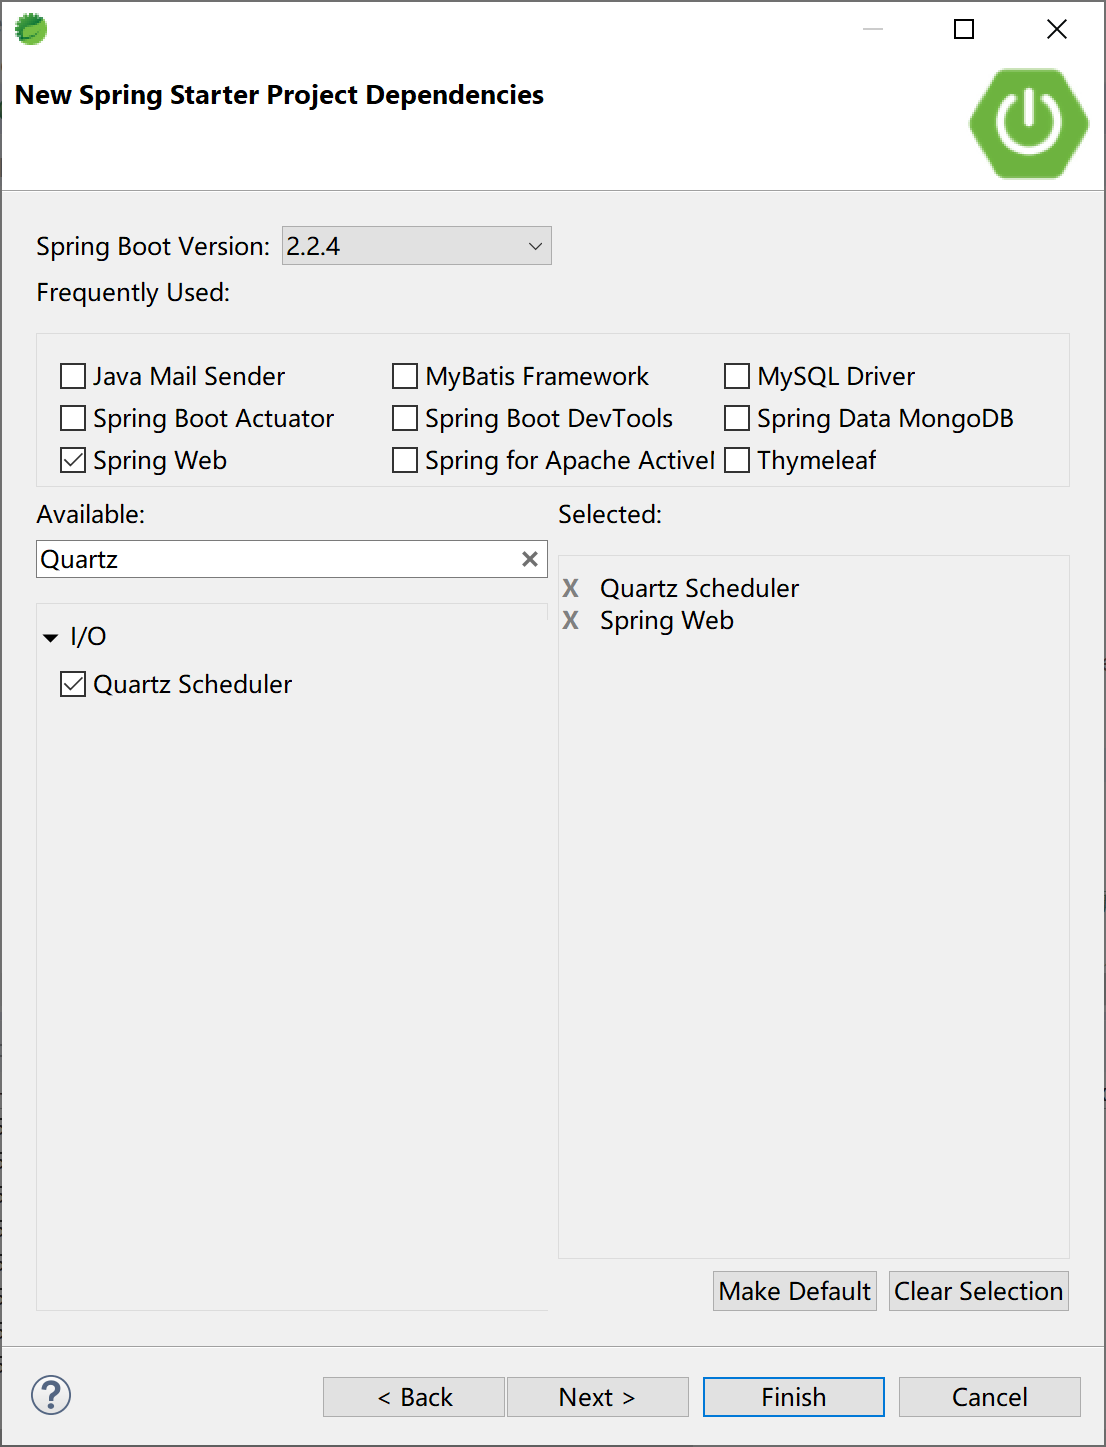 New Spring Starter Project Dependencies
Spring Boot Version: 2.2.4
Frequently Used:
Java Mail Sender MyBatis Framework MySQL Driver
Spring Boot Actuator Spring Boot DevTools Spring Data MongoDB
Spring Web Spring for Apache Active Thymeleaf
Available: Selected:
Quartz
X Quartz Scheduler
X Spring Web
I/O
Quartz Scheduler
Make Default Clear Selection
? < Back Next > Finish Cancel